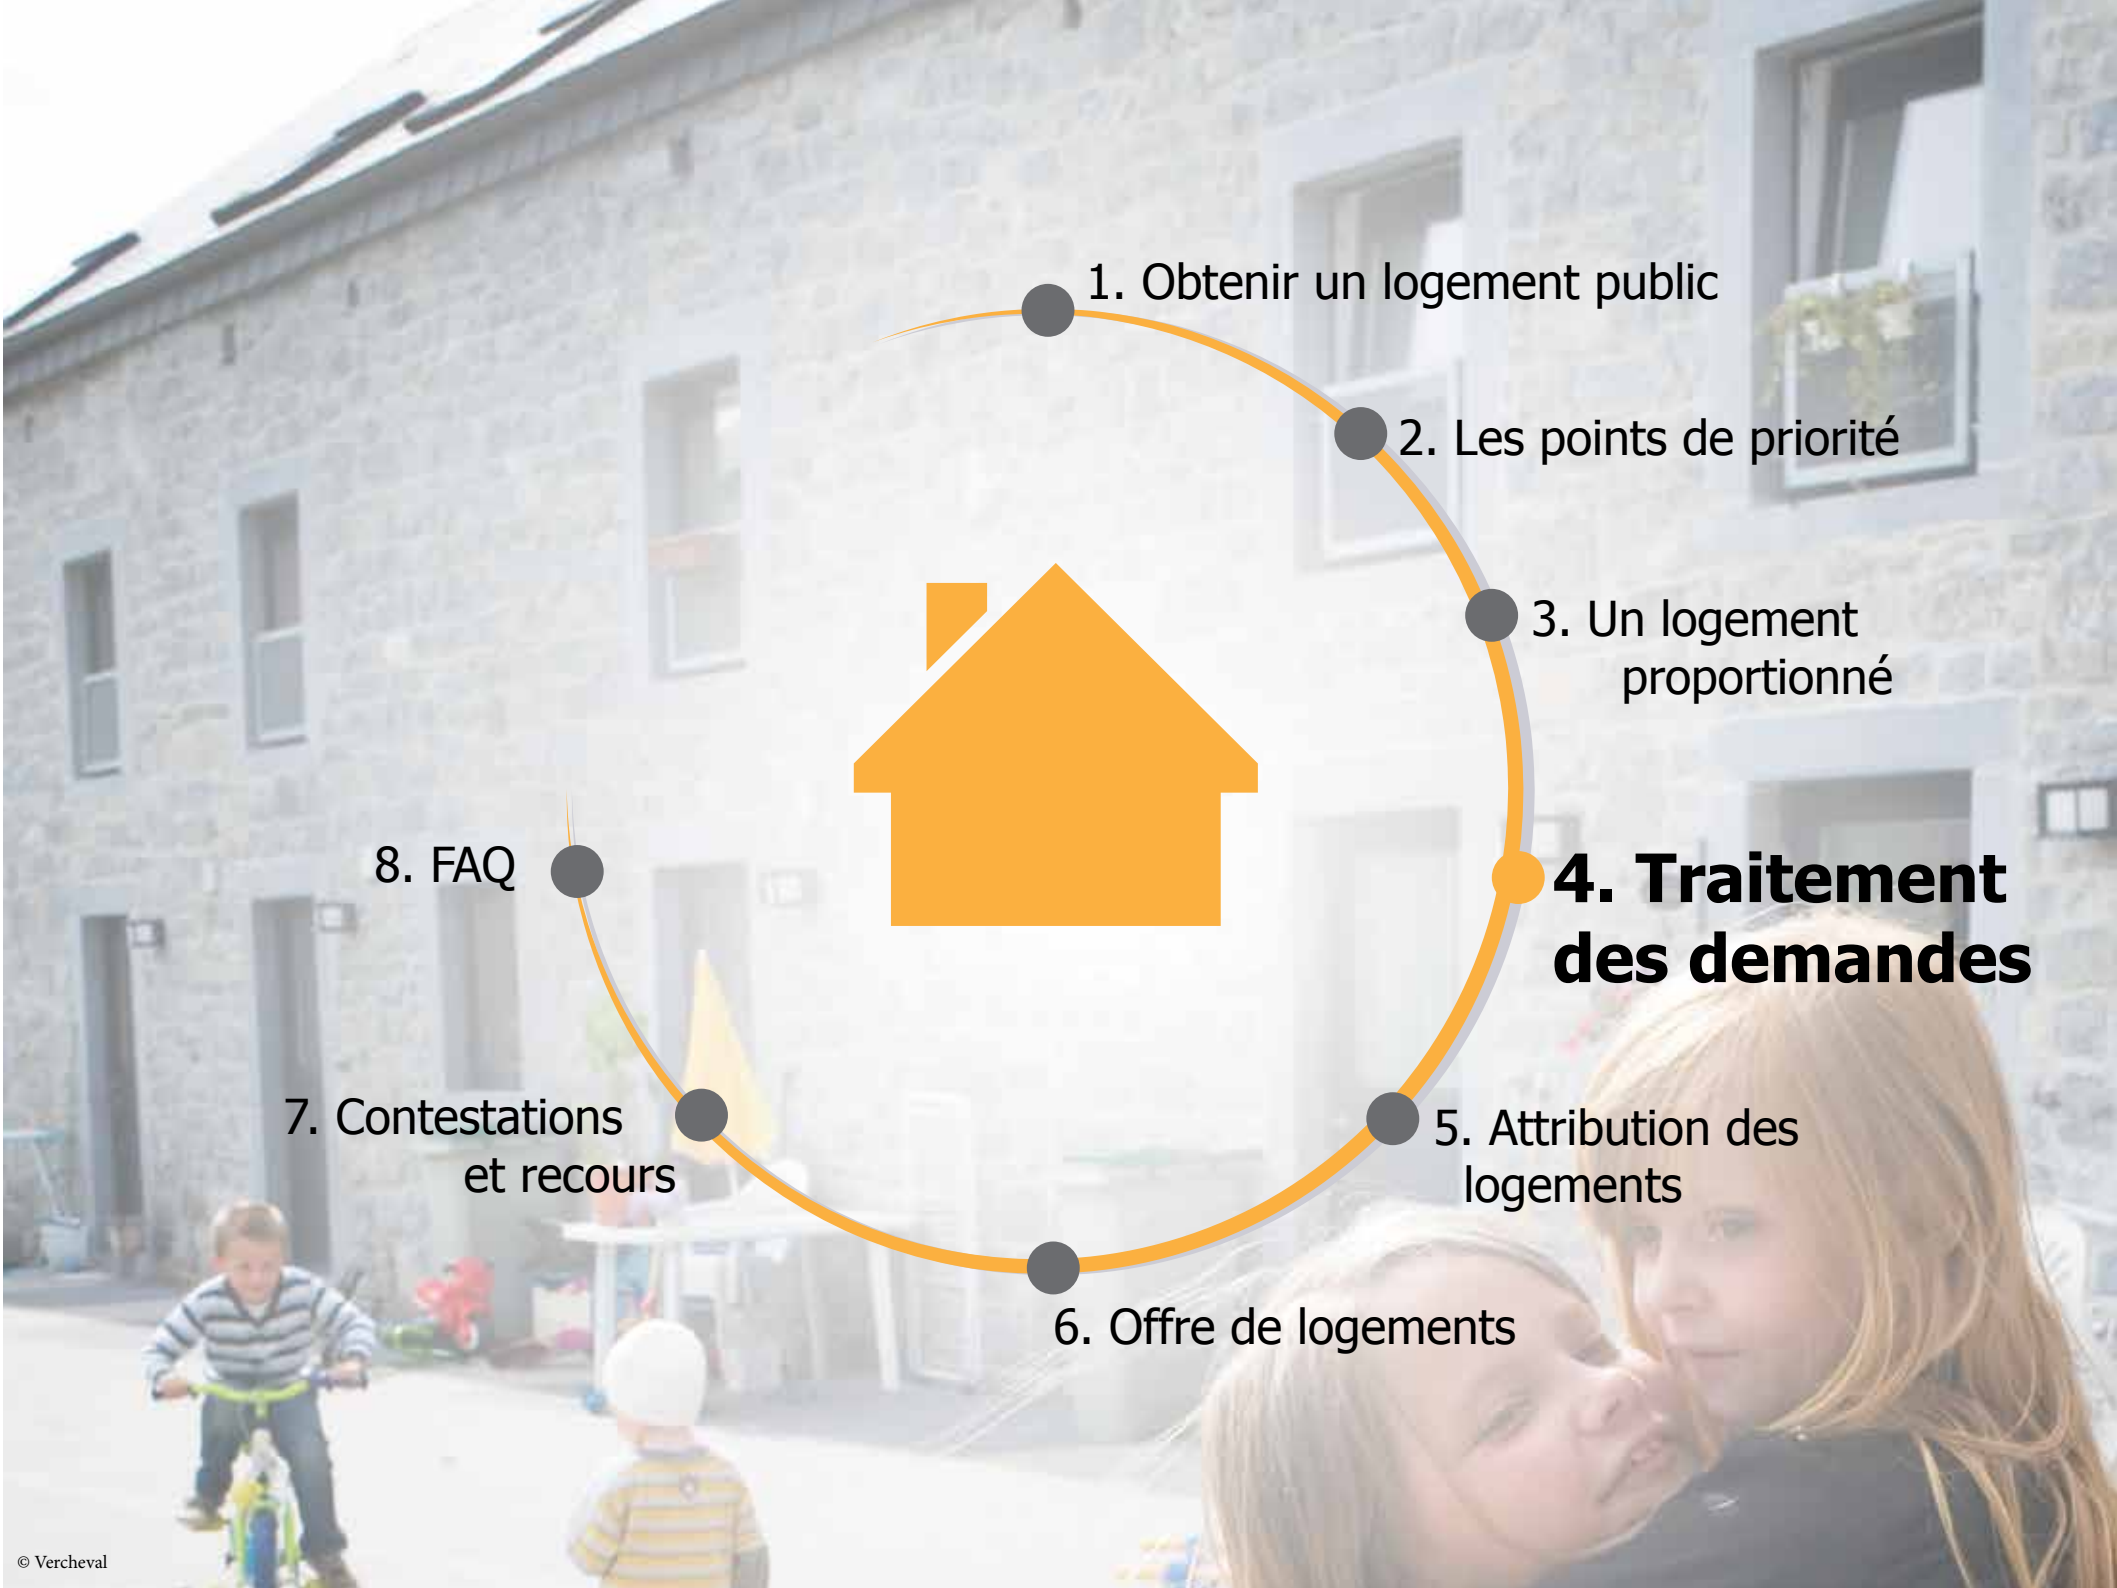 1. Obtenir un logement public
2. Les points de priorité
3. Un logement
proportionné
4. Traitement
des demandes
5. Attribution des
logements
6. Offre de logements
7. Contestations
et recours
8. FAQ
© Vercheval